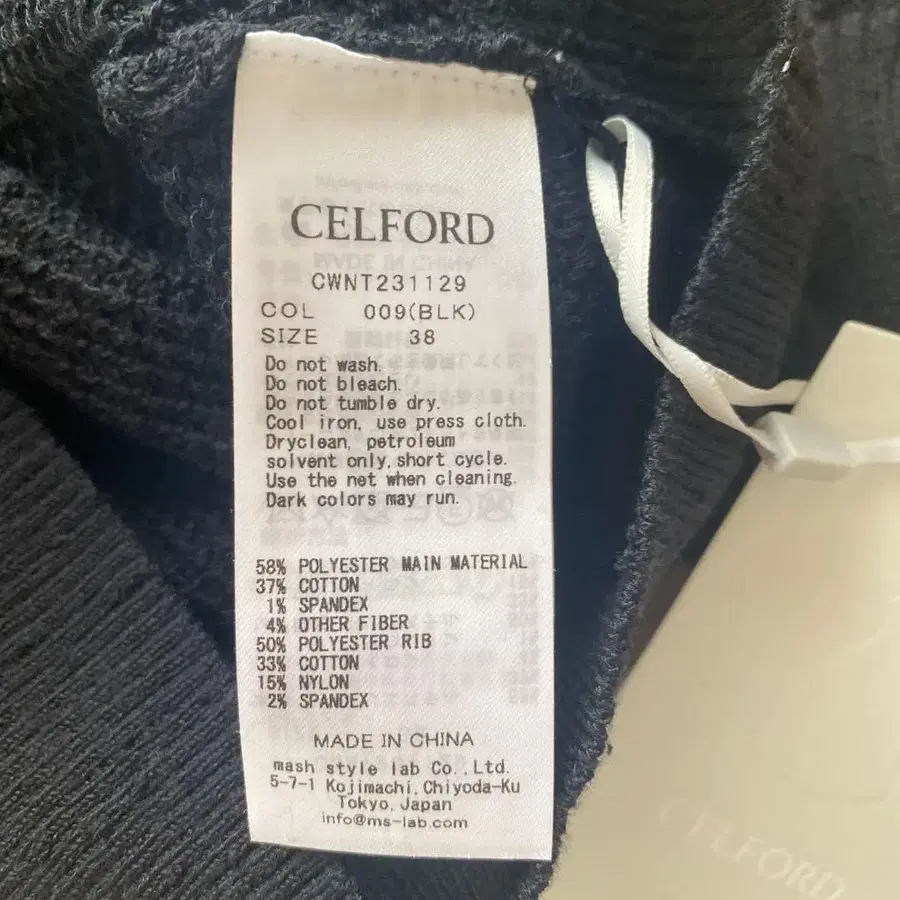 CELFORD
CWNT231129
COL 009(BLK)
SIZE 38
Do not wash.
Do not bleach.
Do not tumble dry.
Cool iron, use press cloth.
Dryclean, petroleum
solvent only, short cycle.
Use the net when cleaning.
Dark colors may run.
58% POLYESTER MAIN MATERIAL
37% COTTON
1% SPANDEX
4% OTHER FIBER
50% POLYESTER RIB
33% COTTON
15% NYLON
2% SPANDEX
MADE IN CHINA
mash style lab Co.,Ltd.
5-7-1 Kojimachi, Chiyoda-Ku
Tokyo, Japan
info@ms-lab.com
CELFORD